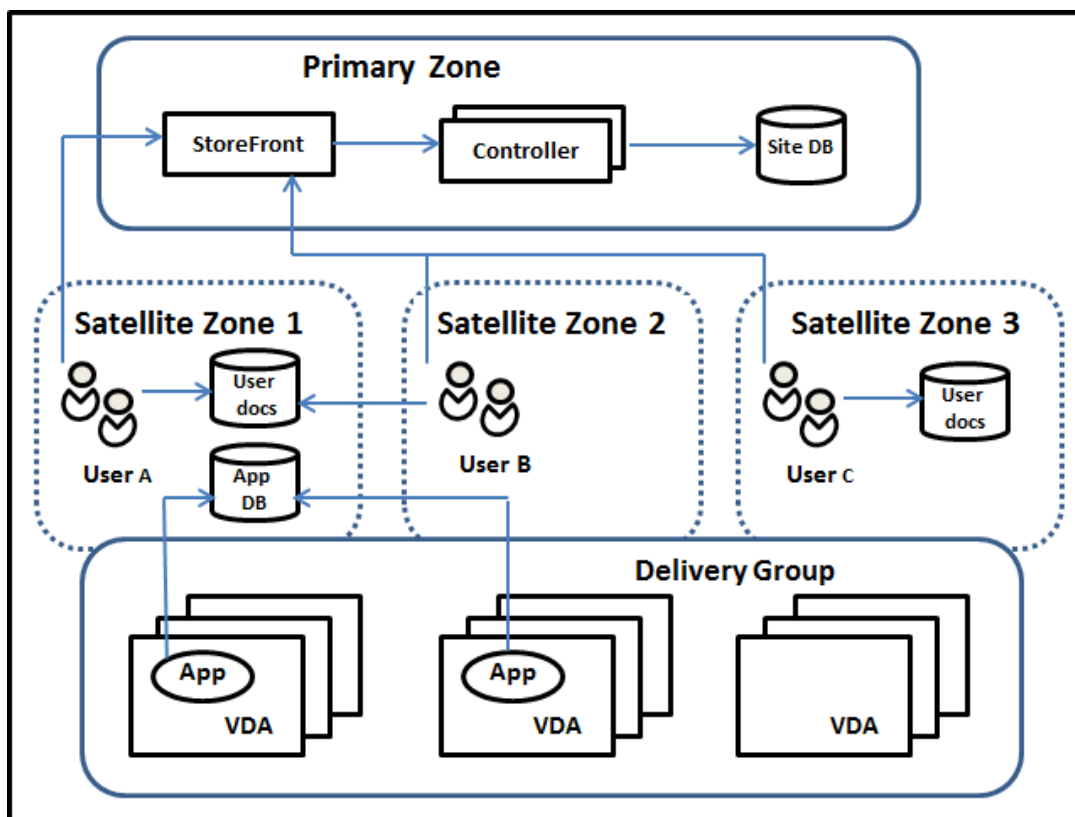 Primary Zone
StoreFront
Controller
Site DB
Satellite Zone 1
Satellite Zone 2
Satellite Zone 3
User
docs
User
docs
User A
User B
User C
App
DB
Delivery Group
App
VDA
App
VDA
VDA